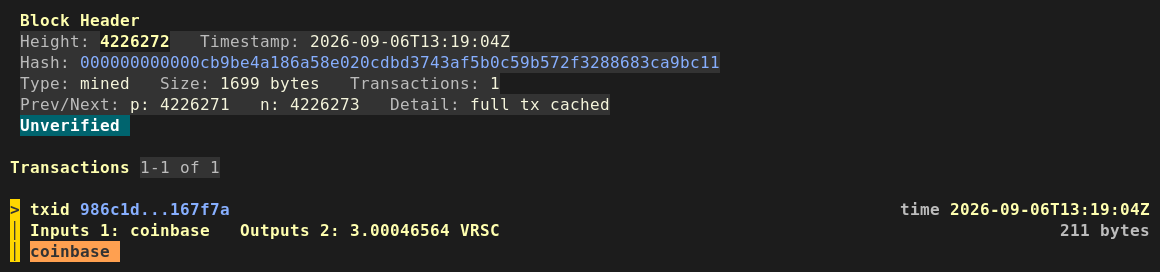 Block Header
Height: 4226272   Timestamp: 2026-09-06T13:19:04Z
Hash: 000000000000cb9be4a186a58e020cdbd3743af5b0c59b572f3288683ca9bc11
Type: mined   Size: 1699 bytes   Transactions: 1
Prev/Next: p: 4226271   n: 4226273   Detail: full tx cached
Unverified
Transactions 1-1 of 1
> txid 986c1d...167f7a   time 2026-09-06T13:19:04Z
| Inputs 1: coinbase   Outputs 2: 3.00046564 VRSC   211 bytes
| coinbase